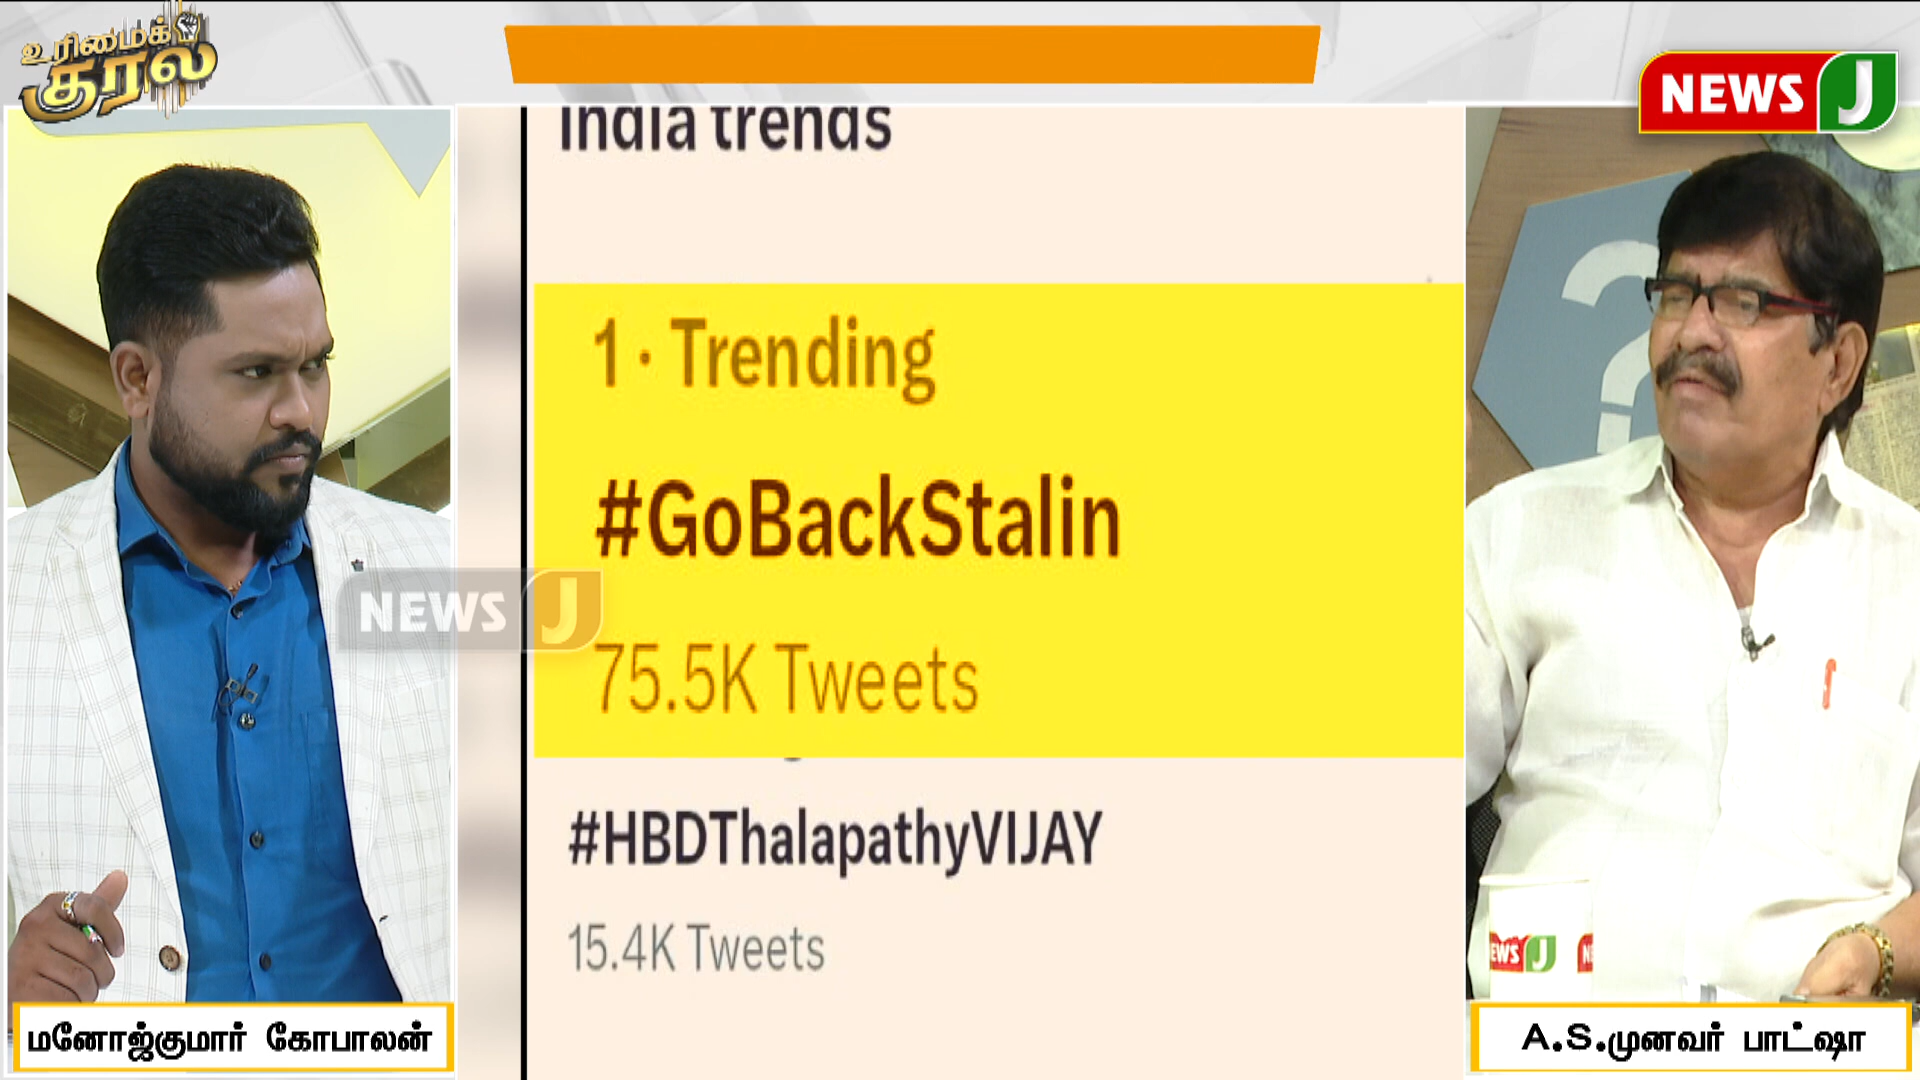 உரிமைக்
குரல்
NEWS J
India trends
1 · Trending
#GoBackStalin
75.5K Tweets
NEWS J
#HBDThalapathyVIJAY
15.4K Tweets
EWS J
மனோஜ்குமார் கோபாலன்
A.S.முனவர் பாட்ஷா